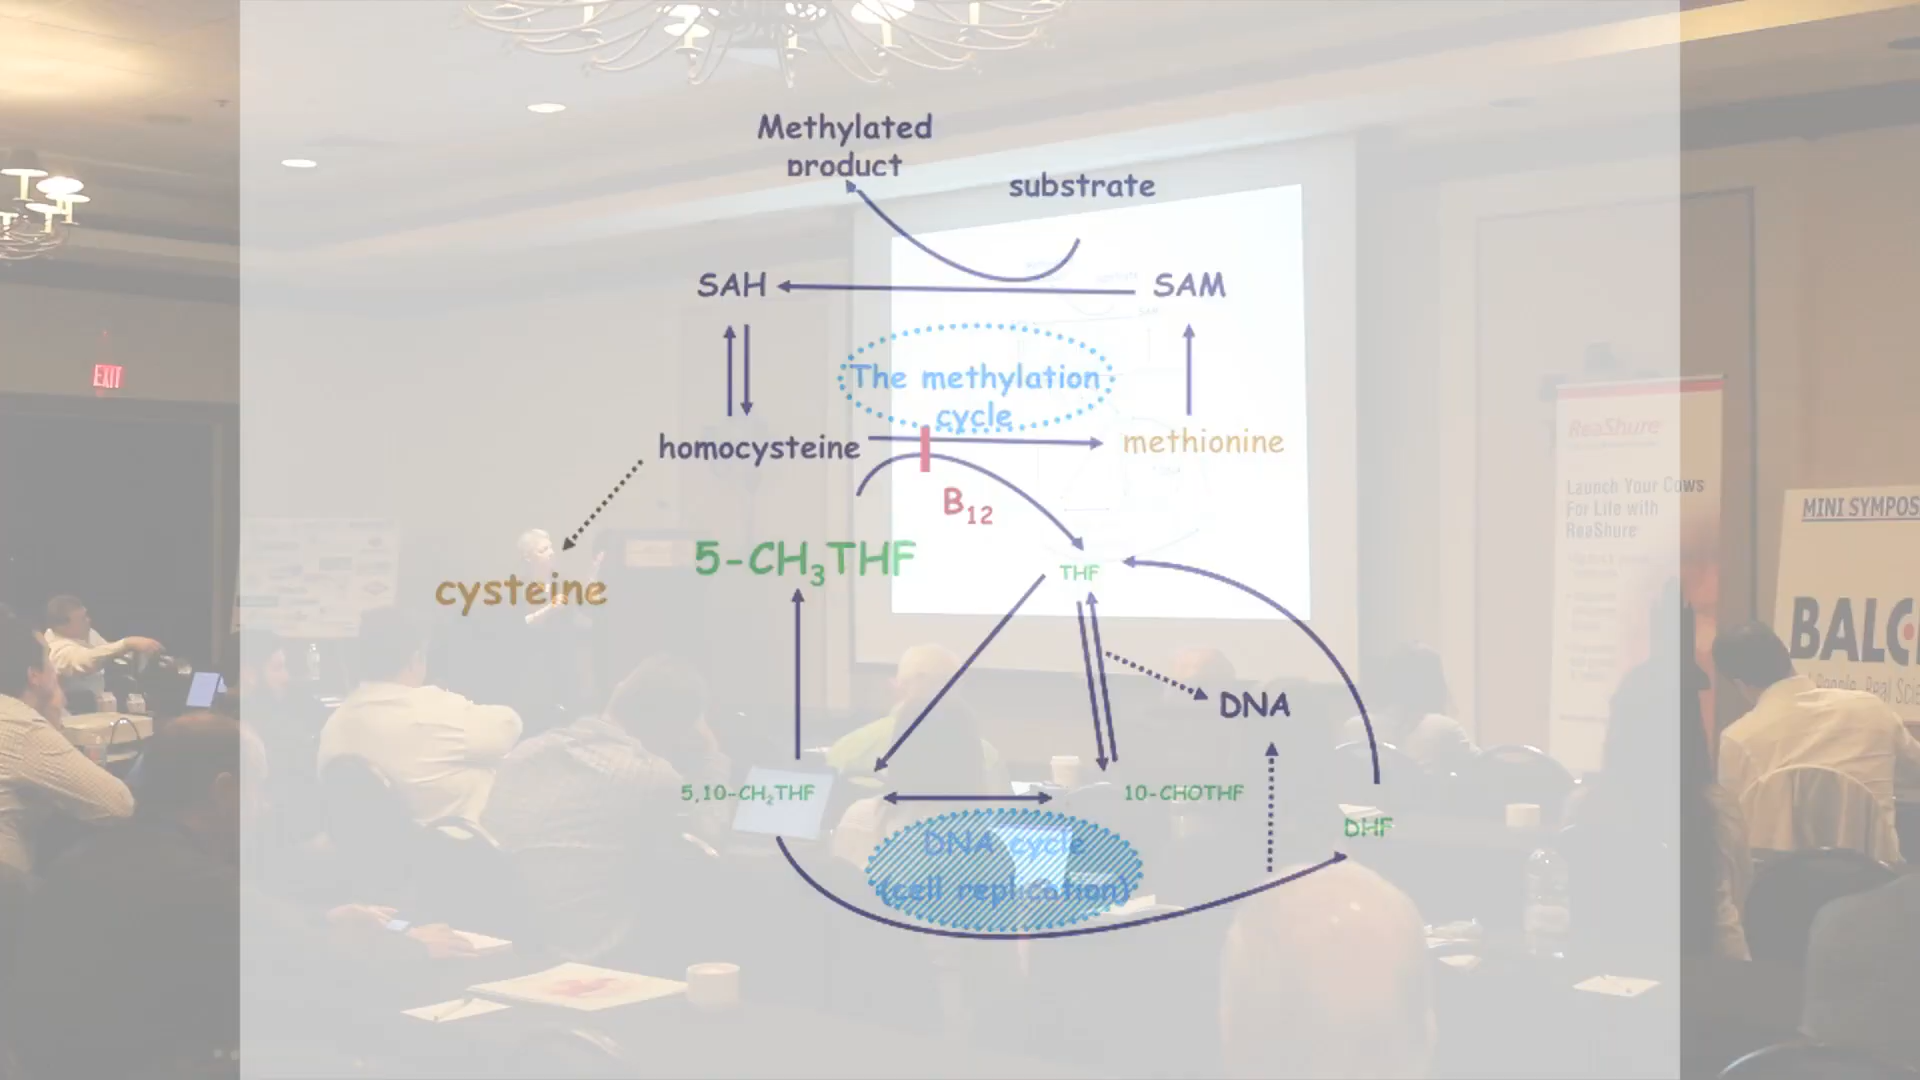 Methylated
product
substrate
SAH
SAM
The methylation
cycle
homocysteine
methionine
B₁₂
5-CH₃THF
THF
cysteine
DNA
5,10-CH₂THF
10-CHOTHF
DHF
DNA cycle
(cell replication)
EXIT
ReaShure
Launch Your Cows
For Life with
ReaShure
MINI SYMPOS
BALC